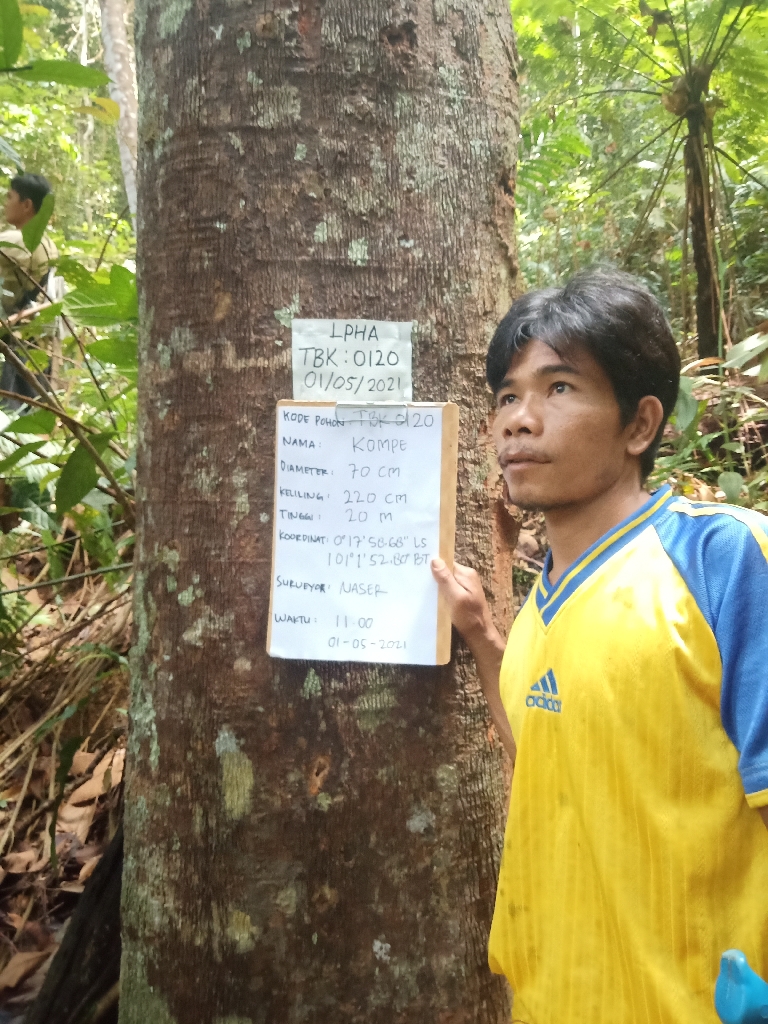 LPHA
TBK: 0120
01/05/2021
KODE POHON TBK 0120
NAMA: KOMPE
DIAMETER: 70 CM
KELILING: 220 CM
TINGGI: 20 M
KOORDINAT: 0°17'58.68" LS
101°1'52.80" BT
SURVEYOR: NASER
WAKTU: 11:00
01-05-2021
adidas